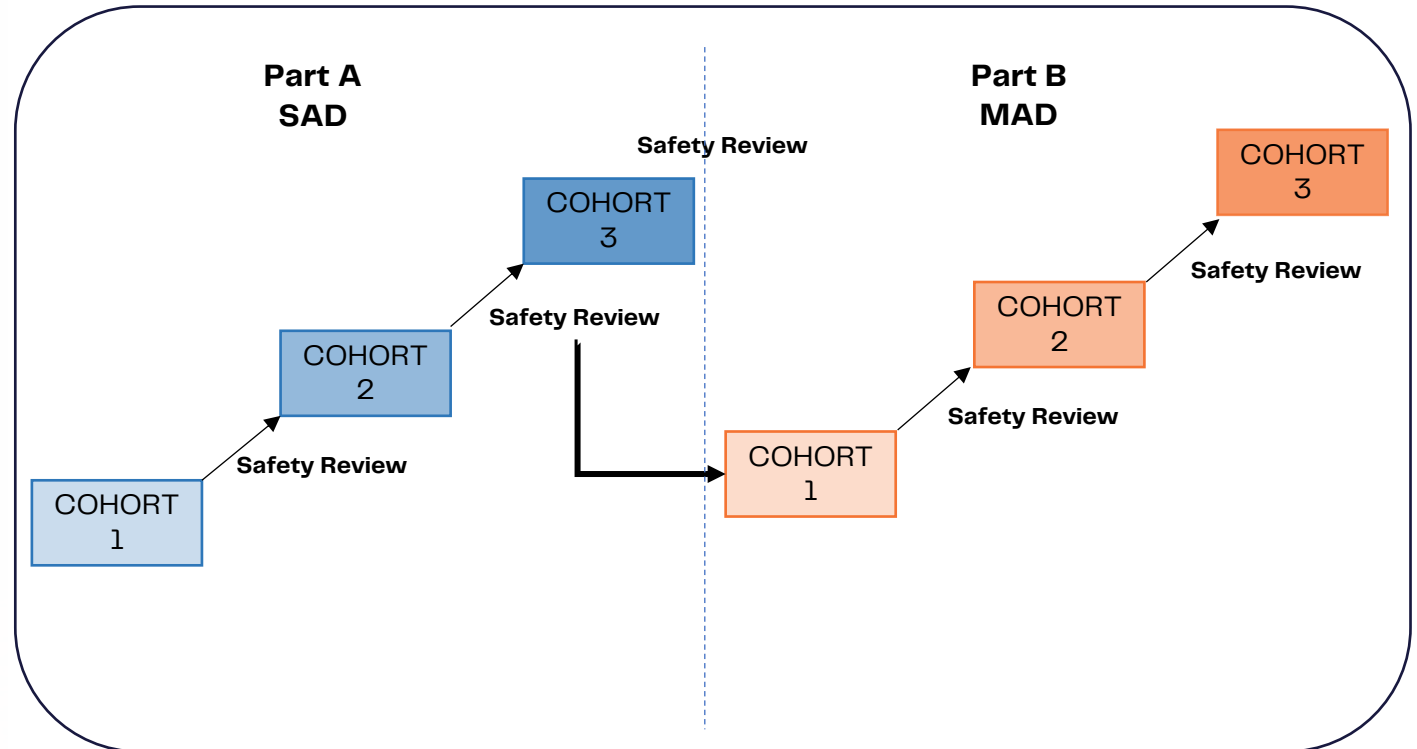 Part A
SAD
Safety Review
COHORT
3
Safety Review
COHORT
2
Safety Review
COHORT
1
Part B
MAD
COHORT
3
Safety Review
COHORT
2
Safety Review
COHORT
1